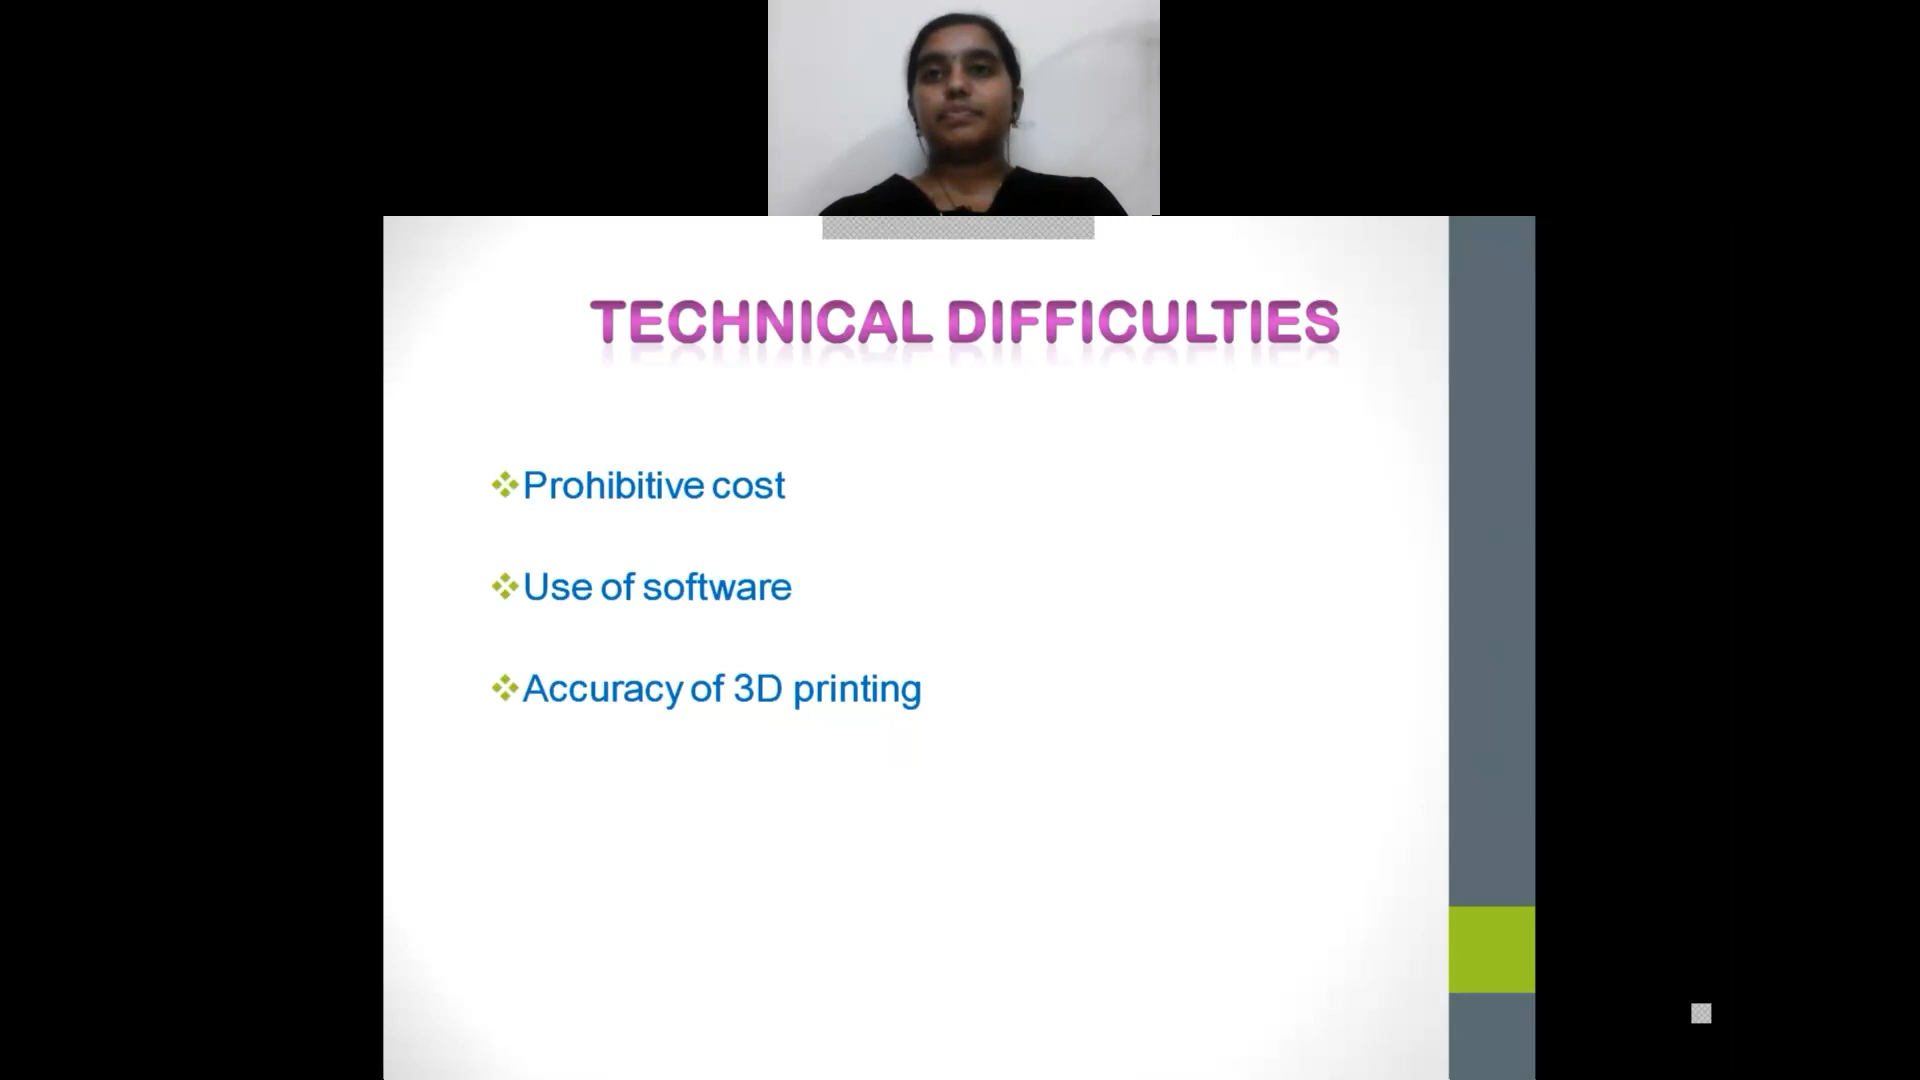 TECHNICAL DIFFICULTIES
Prohibitive cost
Use of software
Accuracy of 3D printing